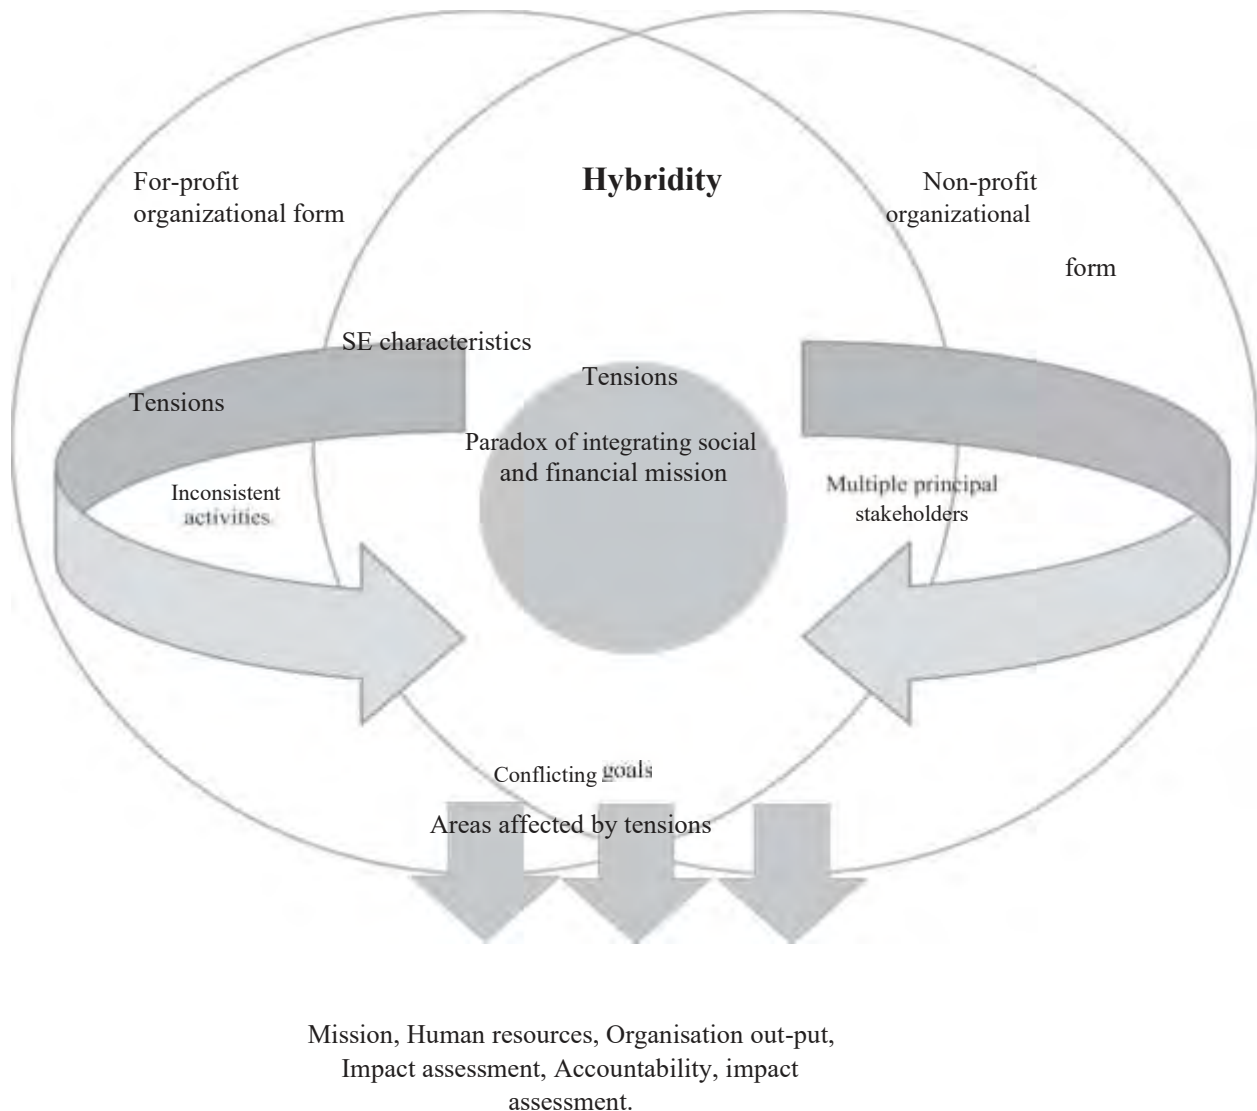 For-profit
organizational form
Hybridity
Non-profit
organizational
form
SE characteristics
Tensions
Tensions
Paradox of integrating social
and financial mission
Inconsistent
activities
Multiple principal
stakeholders
Conflicting goals
Areas affected by tensions
Mission, Human resources, Organisation out-put,
Impact assessment, Accountability, impact
assessment.